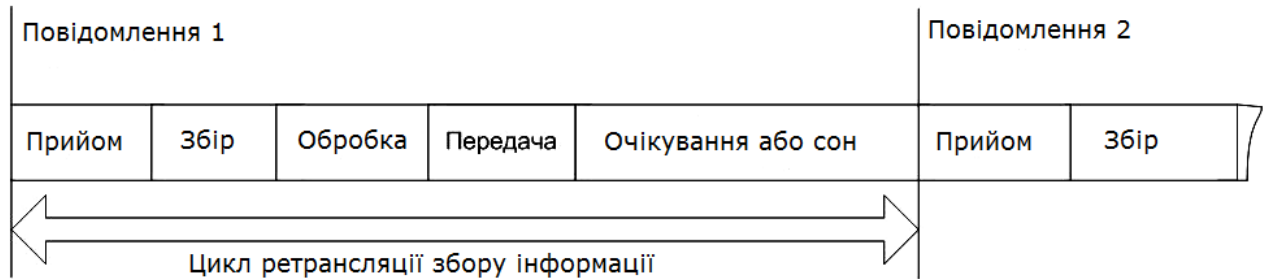 Повідомлення 1
Повідомлення 2
Прийом
Збір
Обробка
Передача
Очікування або сон
Прийом
Збір
Цикл ретрансляції збору інформації